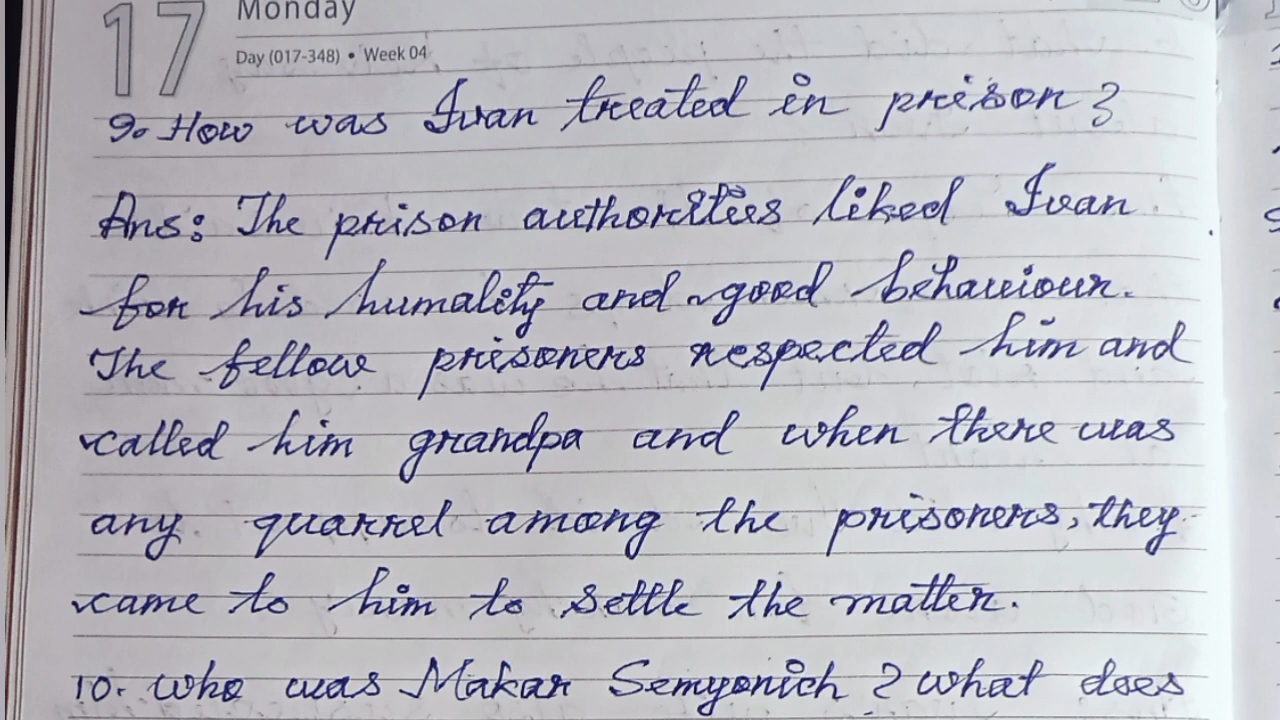 17 Monday
Day (017-348) • Week 04
9. How was Ivan treated in prison?
Ans: The prison authorities liked Ivan
for his humality and good behaviour.
The fellow prisoners respected him and
called him grandpa and when there was
any quarrel among the prisoners, they
came to him to settle the matter.
10. Who was Makar Semyonich? What does